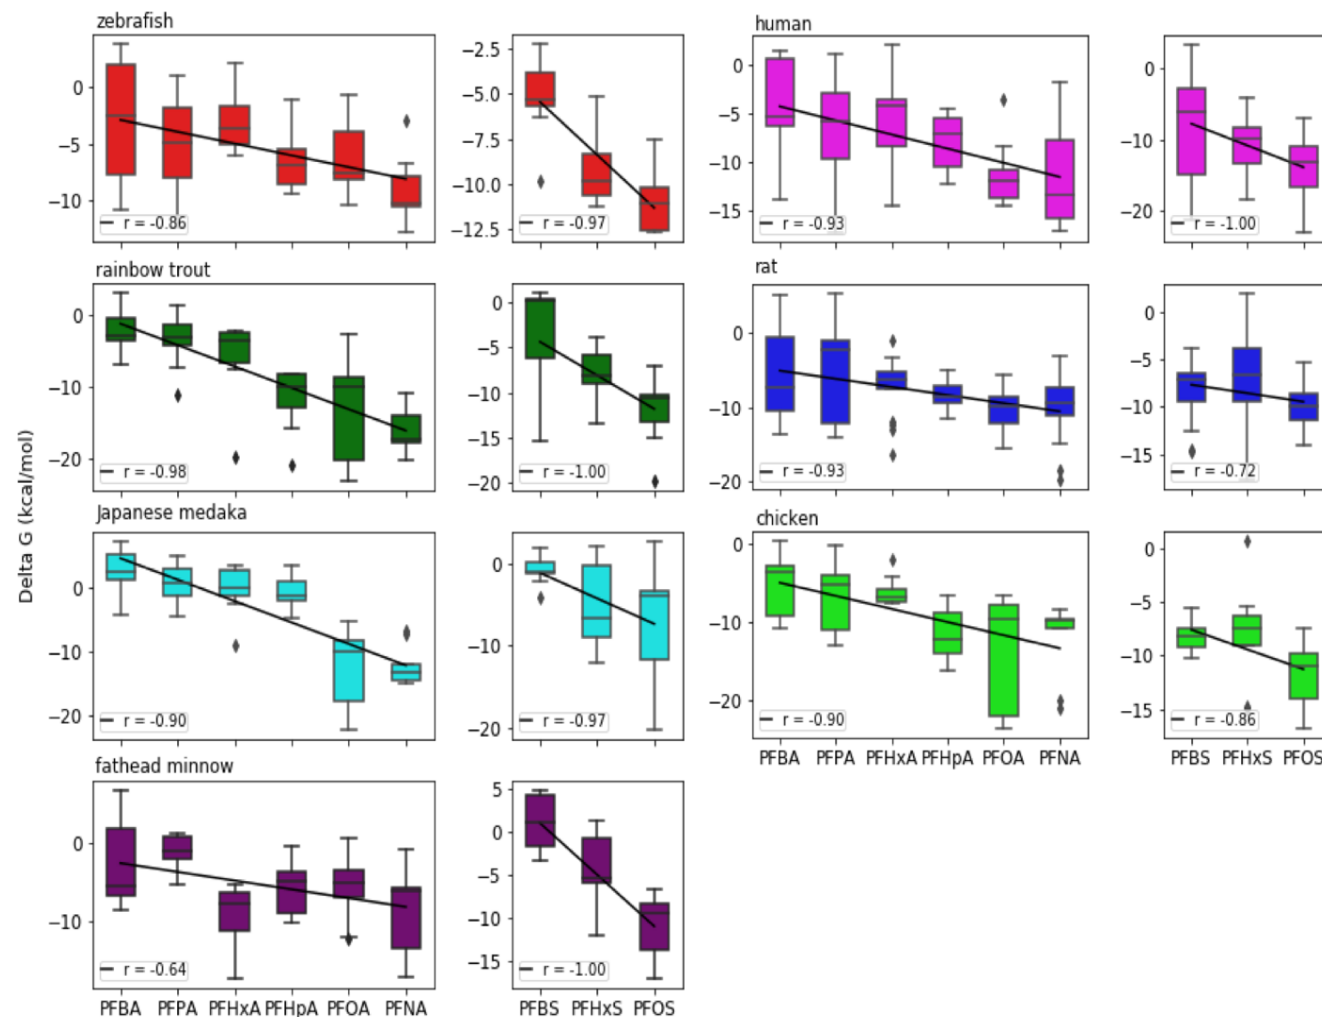 zebrafish
0
−5
−10
r = -0.86
−2.5
−5.0
−7.5
−10.0
−12.5
r = -0.97
human
0
−5
−10
−15
r = -0.93
0
−10
−20
r = -1.00
rainbow trout
0
−10
−20
r = -0.98
0
−5
−10
−15
−20
r = -1.00
rat
0
−10
−20
r = -0.93
0
−5
−10
−15
r = -0.72
Delta G (kcal/mol)
Japanese medaka
0
−10
−20
r = -0.90
0
−10
−20
r = -0.97
chicken
0
−10
−20
r = -0.90
PFBA PFPA PFHxA PFHpA PFOA PFNA
0
−5
−10
−15
r = -0.86
PFBS PFHxS PFOS
fathead minnow
0
−10
r = -0.64
PFBA PFPA PFHxA PFHpA PFOA PFNA
5
0
−5
−10
−15
r = -1.00
PFBS PFHxS PFOS